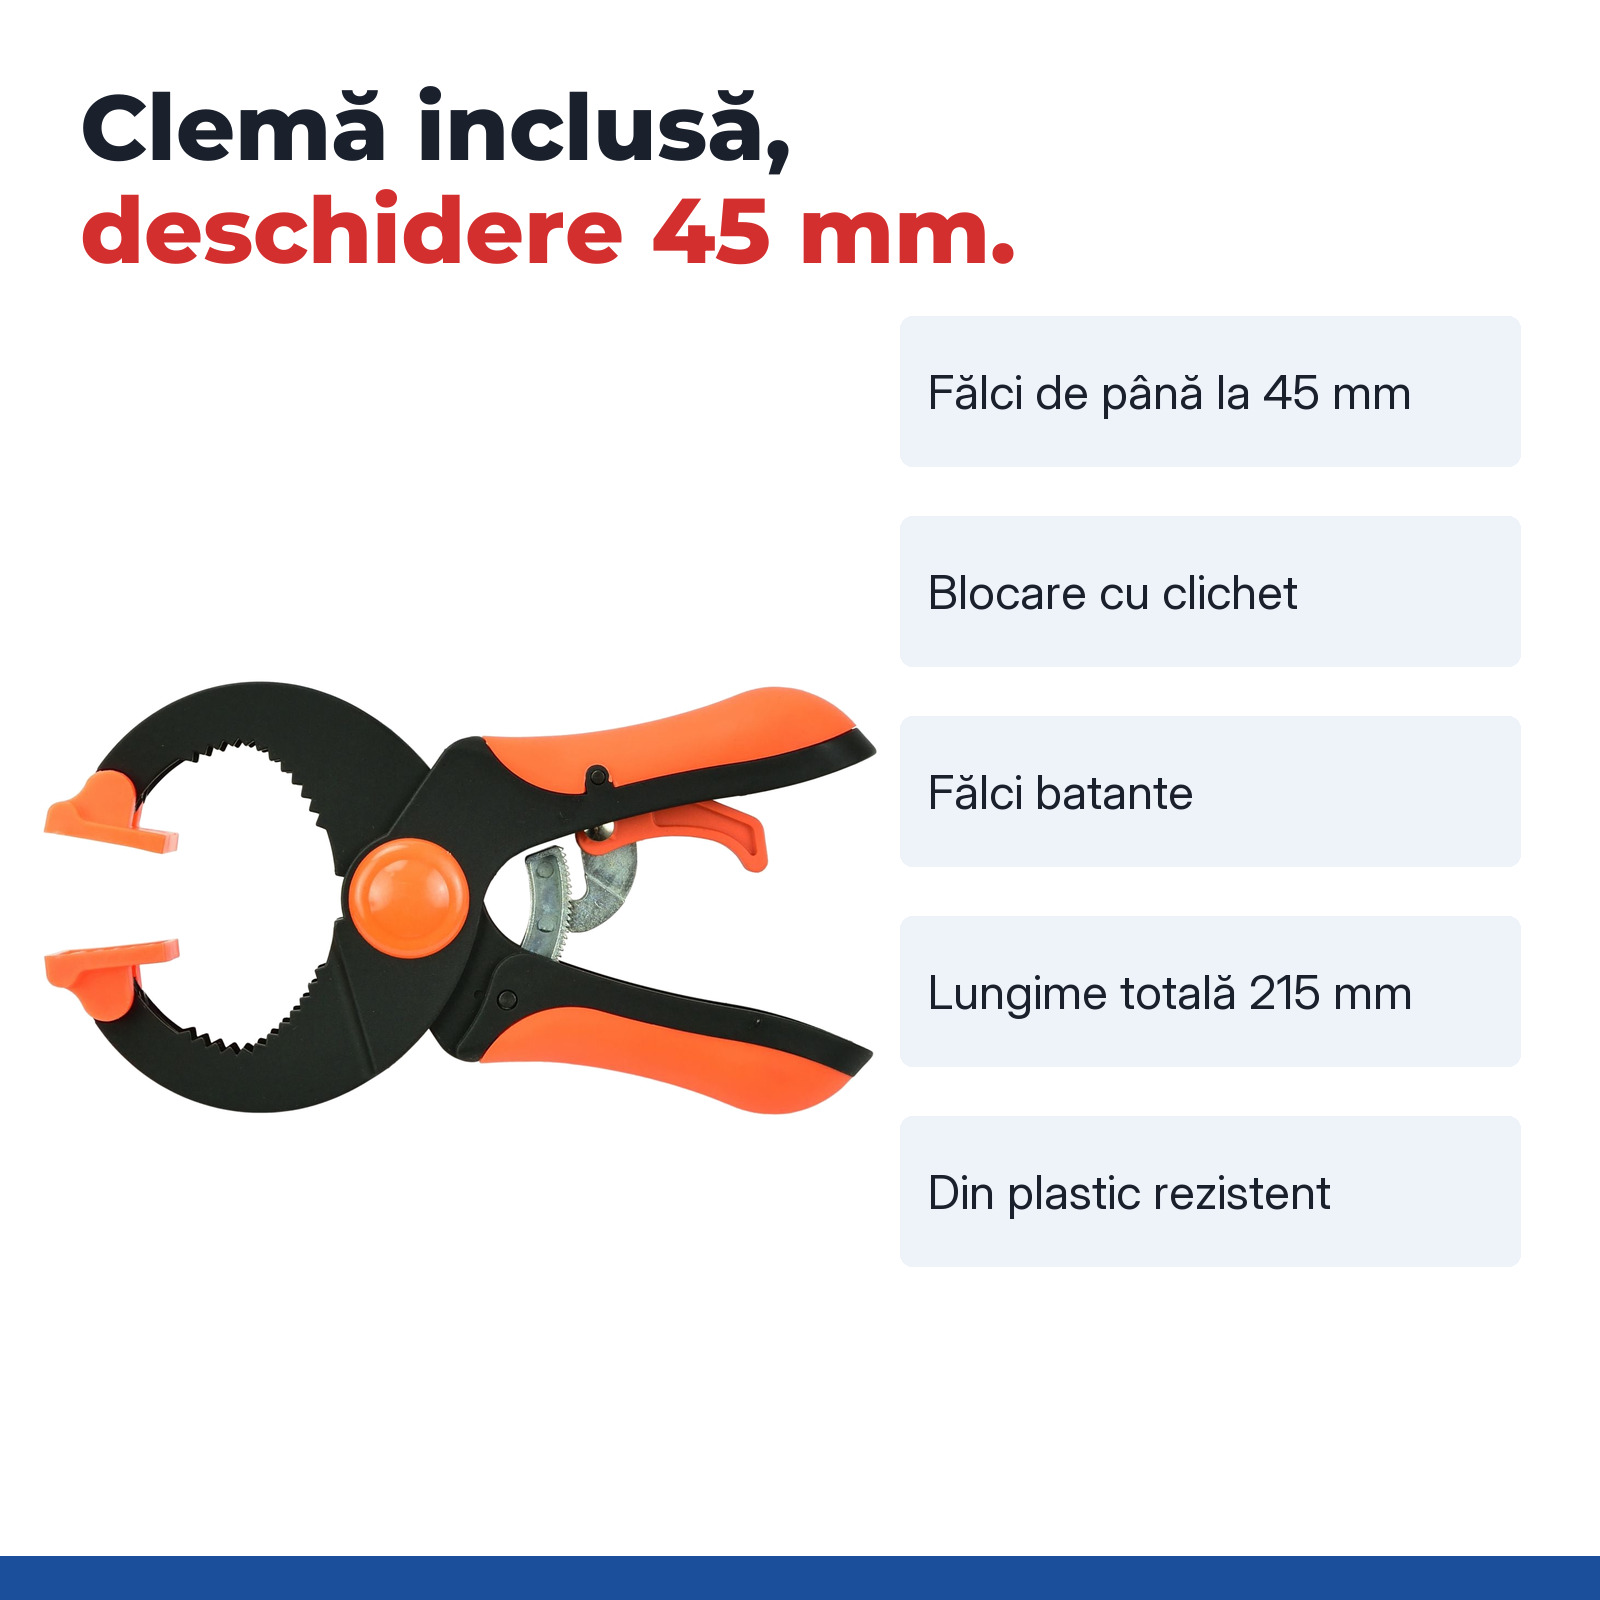 Clemă inclusă,
deschidere 45 mm.
Fălci de până la 45 mm
Blocare cu clichet
Fălci batante
Lungime totală 215 mm
Din plastic rezistent